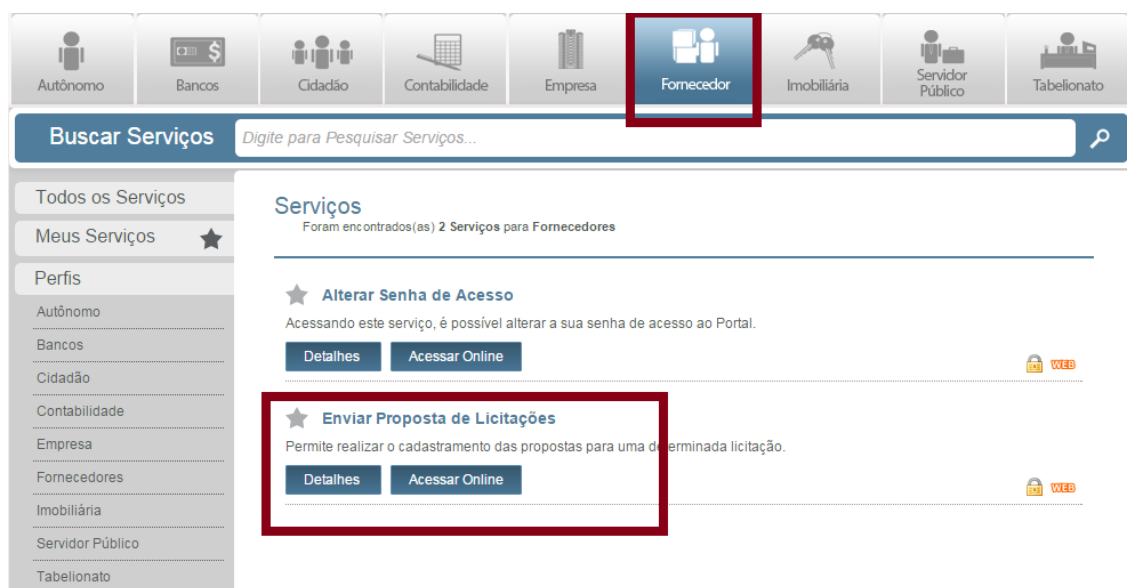 Autônomo
Bancos
Cidadão
Contabilidade
Empresa
Fornecedor
Imobiliária
Servidor
Público
Tabelionato
Buscar Serviços
Digite para Pesquisar Serviços...
Todos os Serviços
Meus Serviços
Perfis
Autônomo
Bancos
Cidadão
Contabilidade
Empresa
Fornecedores
Imobiliária
Servidor Público
Tabelionato
Serviços
Foram encontrados(as) 2 Serviços para Fornecedores
Alterar Senha de Acesso
Acessando este serviço, é possível alterar a sua senha de acesso ao Portal.
Detalhes
Acessar Online
WEB
Enviar Proposta de Licitações
Permite realizar o cadastramento das propostas para uma determinada licitação.
Detalhes
Acessar Online
WEB